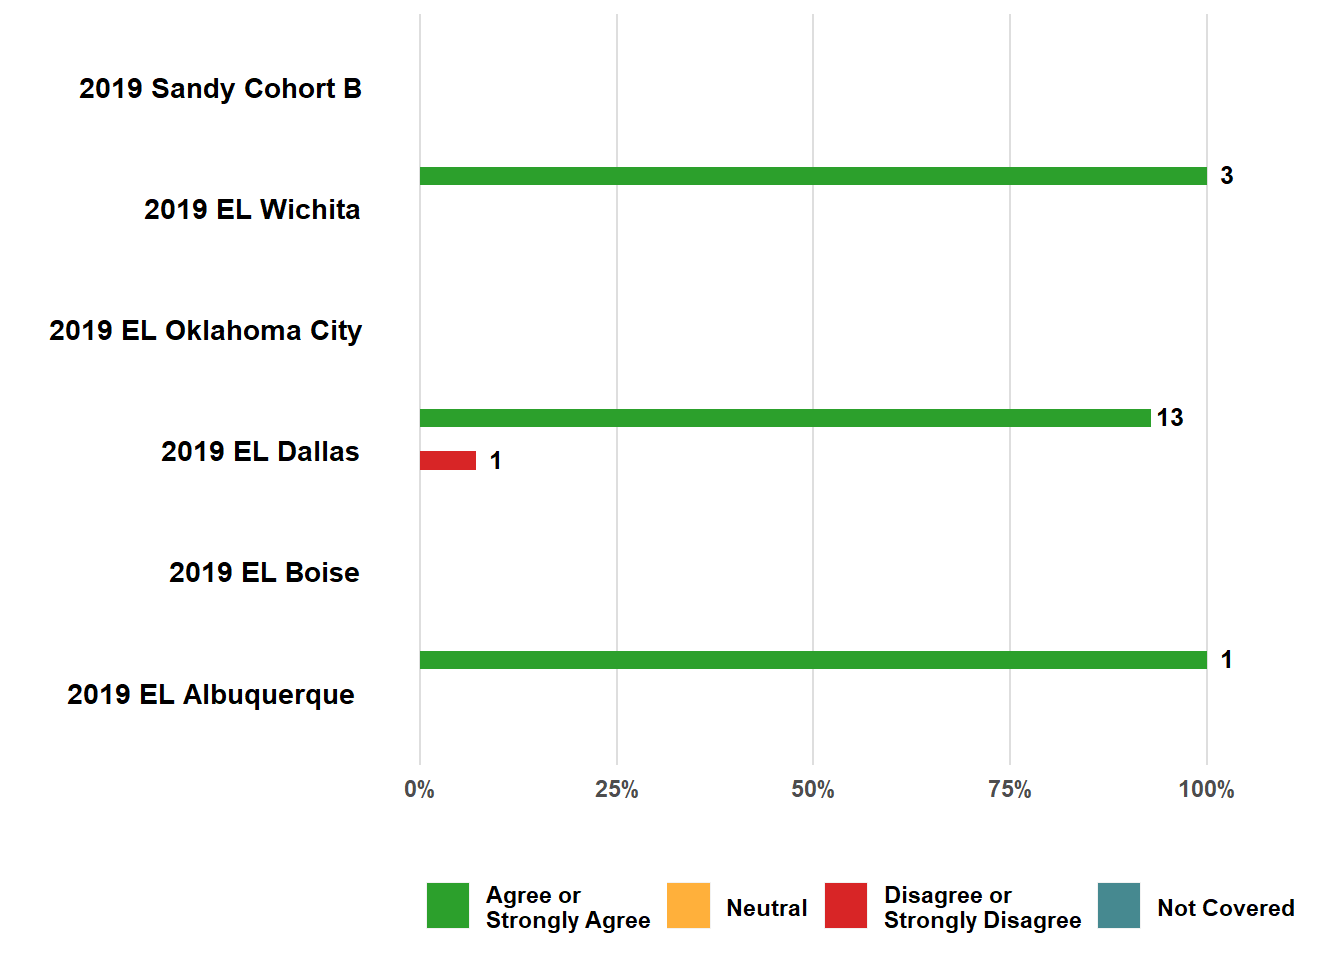 2019 Sandy Cohort B
3
2019 EL Wichita
2019 EL Oklahoma City
13
2019 EL Dallas
1
2019 EL Boise
1
2019 EL Albuquerque
0% 25% 50% 75% 100%
Agree or
Strongly Agree
Neutral
Disagree or
Strongly Disagree
Not Covered